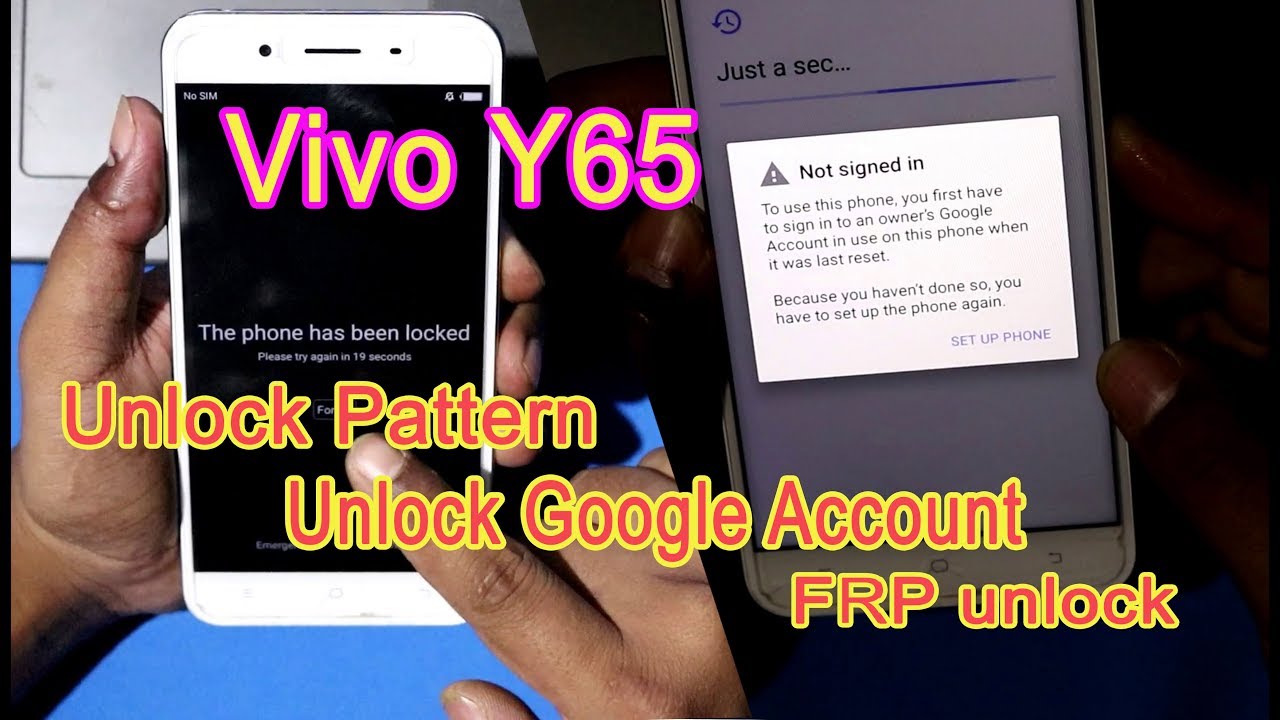 No SIM
Vivo Y65
The phone has been locked
Please try again in 19 seconds
Unlock Pattern
Unlock Google Account
FRP unlock
Just a sec...
Not signed in
To use this phone, you first have
to sign in to an owner's Google
Account in use on this phone when
it was last reset.
Because you haven't done so, you
have to set up the phone again.
SET UP PHONE